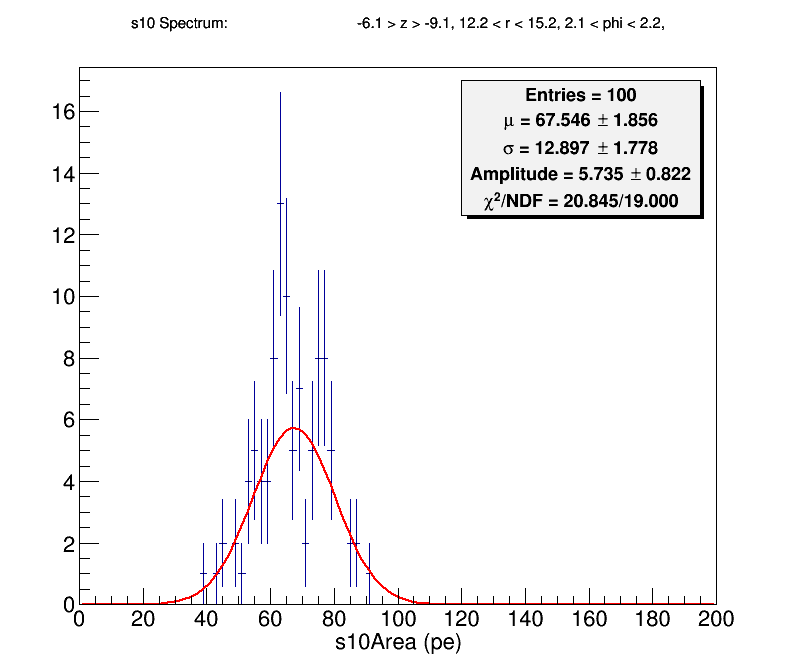 s10 Spectrum: -6.1 > z > -9.1, 12.2 < r < 15.2, 2.1 < phi < 2.2,
Entries = 100
μ = 67.546 ± 1.856
σ = 12.897 ± 1.778
Amplitude = 5.735 ± 0.822
χ²/NDF = 20.845/19.000
16
14
12
10
8
6
4
2
0
0 20 40 60 80 100 120 140 160 180 200
s10Area (pe)